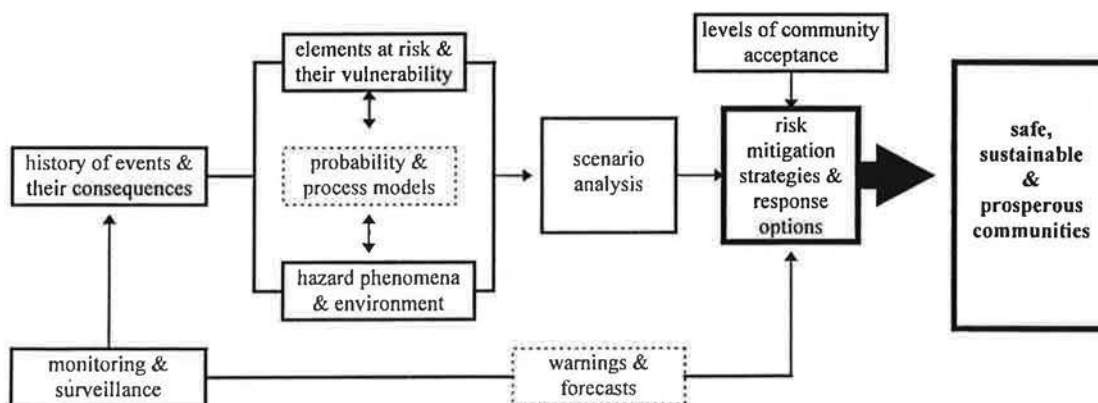 elements at risk &
their vulnerability
levels of community
acceptance
history of events &
their consequences
probability &
process models
scenario
analysis
risk
mitigation
strategies &
response
options
safe,
sustainable
&
prosperous
communities
hazard phenomena
& environment
monitoring &
surveillance
warnings &
forecasts